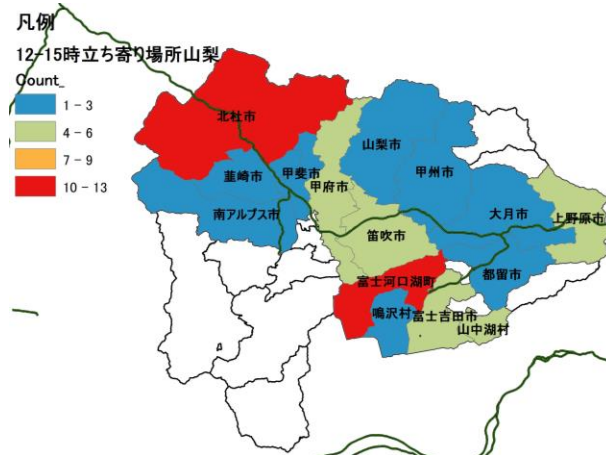 凡例
12-15時立ち寄り場所山梨
Count_
1 - 3
4 - 6
7 - 9
10 - 13
北杜市
山梨市
韮崎市
甲斐市
甲府市
甲州市
南アルプス市
大月市
上野原市
笛吹市
富士河口湖町
都留市
鳴沢村
富士吉田市
山中湖村